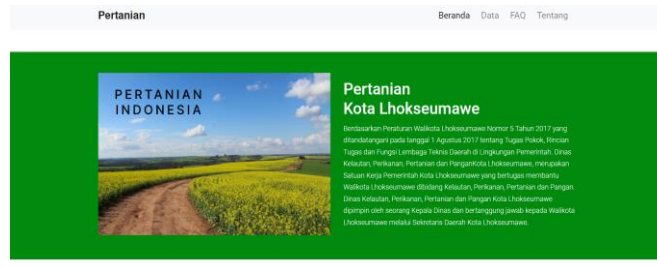 Pertanian
Beranda Data FAQ Tentang
PERTANIAN
INDONESIA
Pertanian
Kota Lhokseumawe
Berdasarkan Peraturan Walikota Lhokseumawe Nomor 5 Tahun 2017 yang
ditandatangani pada tanggal 1 Agustus 2017 tentang Tugas Pokok, Rincian
Tugas dan Fungsi Lembaga Teknis Daerah di Lingkungan Pemerintah. Dinas
Kelautan, Perikanan, Pertanian dan PanganKota Lhokseumawe, merupakan
Satuan Kerja Pemerintah Kota Lhokseumawe yang bertugas membantu
Walikota Lhokseumawe dibidang Kelautan, Perikanan, Pertanian dan Pangan.
Dinas Kelautan, Perikanan, Pertanian dan Pangan Kota Lhokseumawe
dipimpin oleh seorang Kepala Dinas dan bertanggung jawab kepada Walikota
Lhokseumawe melalui Sekretaris Daerah Kota Lhokseumawe.